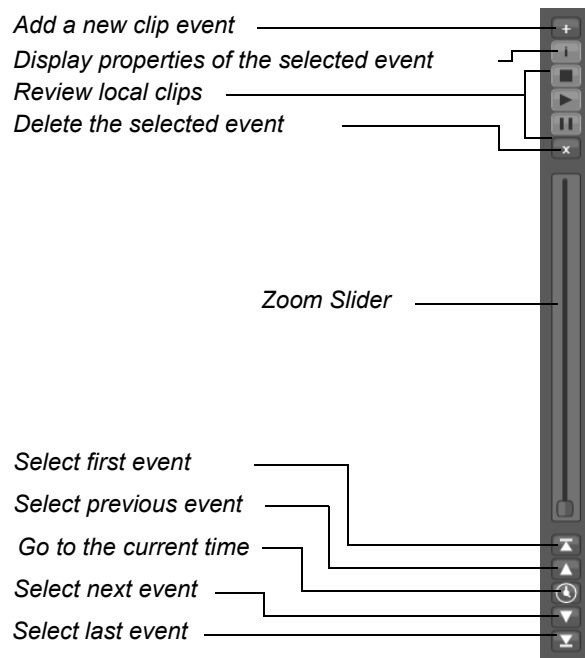 Add a new clip event
Display properties of the selected event
Review local clips
Delete the selected event
Zoom Slider
Select first event
Select previous event
Go to the current time
Select next event
Select last event
+
i
x